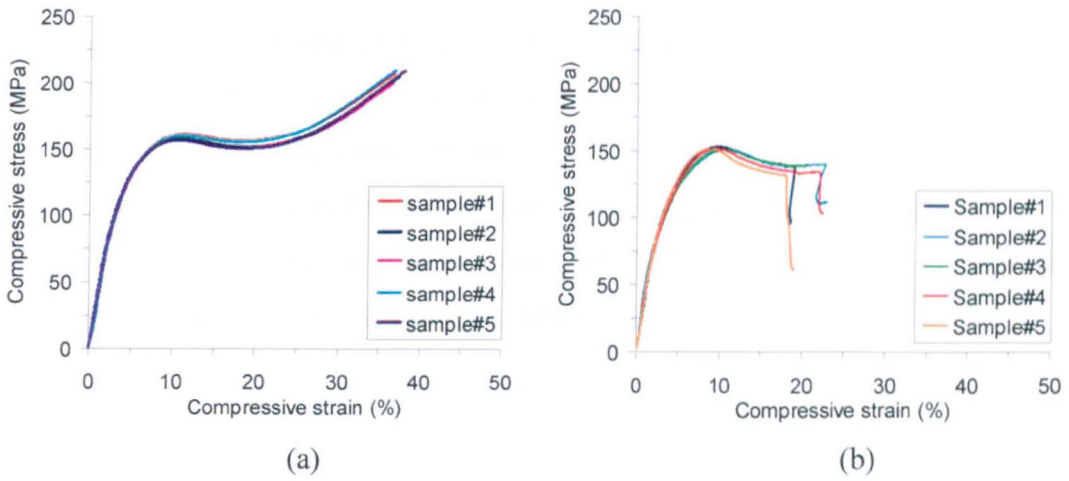 250
200
150
100
50
0
Compressive stress (MPa)
0 10 20 30 40 50
Compressive strain (%)
sample#1
sample#2
sample#3
sample#4
sample#5
(a)
250
200
150
100
50
0
Compressive stress (MPa)
0 10 20 30 40 50
Compressive strain (%)
Sample#1
Sample#2
Sample#3
Sample#4
Sample#5
(b)